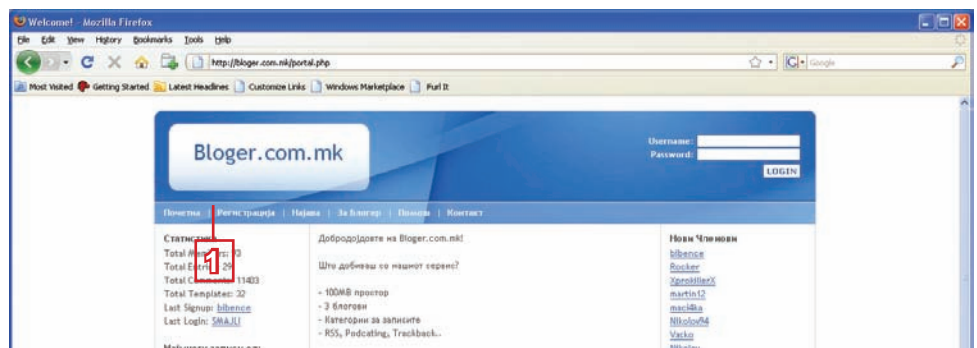 Welcome! - Mozilla Firefox
File Edit View History Bookmarks Tools Help
http://bloger.com.mk/portal.php
Google
Most Visited Getting Started Latest Headlines Customize Links Windows Marketplace Furl It
Bloger.com.mk
Username:
Password:
LOGIN
Почетна | Регистрација | Најава | За Блогер | Помош | Контакт
Статистики
Total Members: 93
Total Entries: 29
Total Comments: 11403
Total Templates: 32
Last Signup: blbence
Last Login: SMAJLI
1
Добродојдовте на Bloger.com.mk!
Што добиваш со нашиот сервис?
- 100MB простор
- 3 блогови
- Категории за записите
- RSS, Podcating, Trackback..
Нови Членови
blbence
Rocker
XprokillerX
martin12
maci4ka
Nikolov94
Vacko